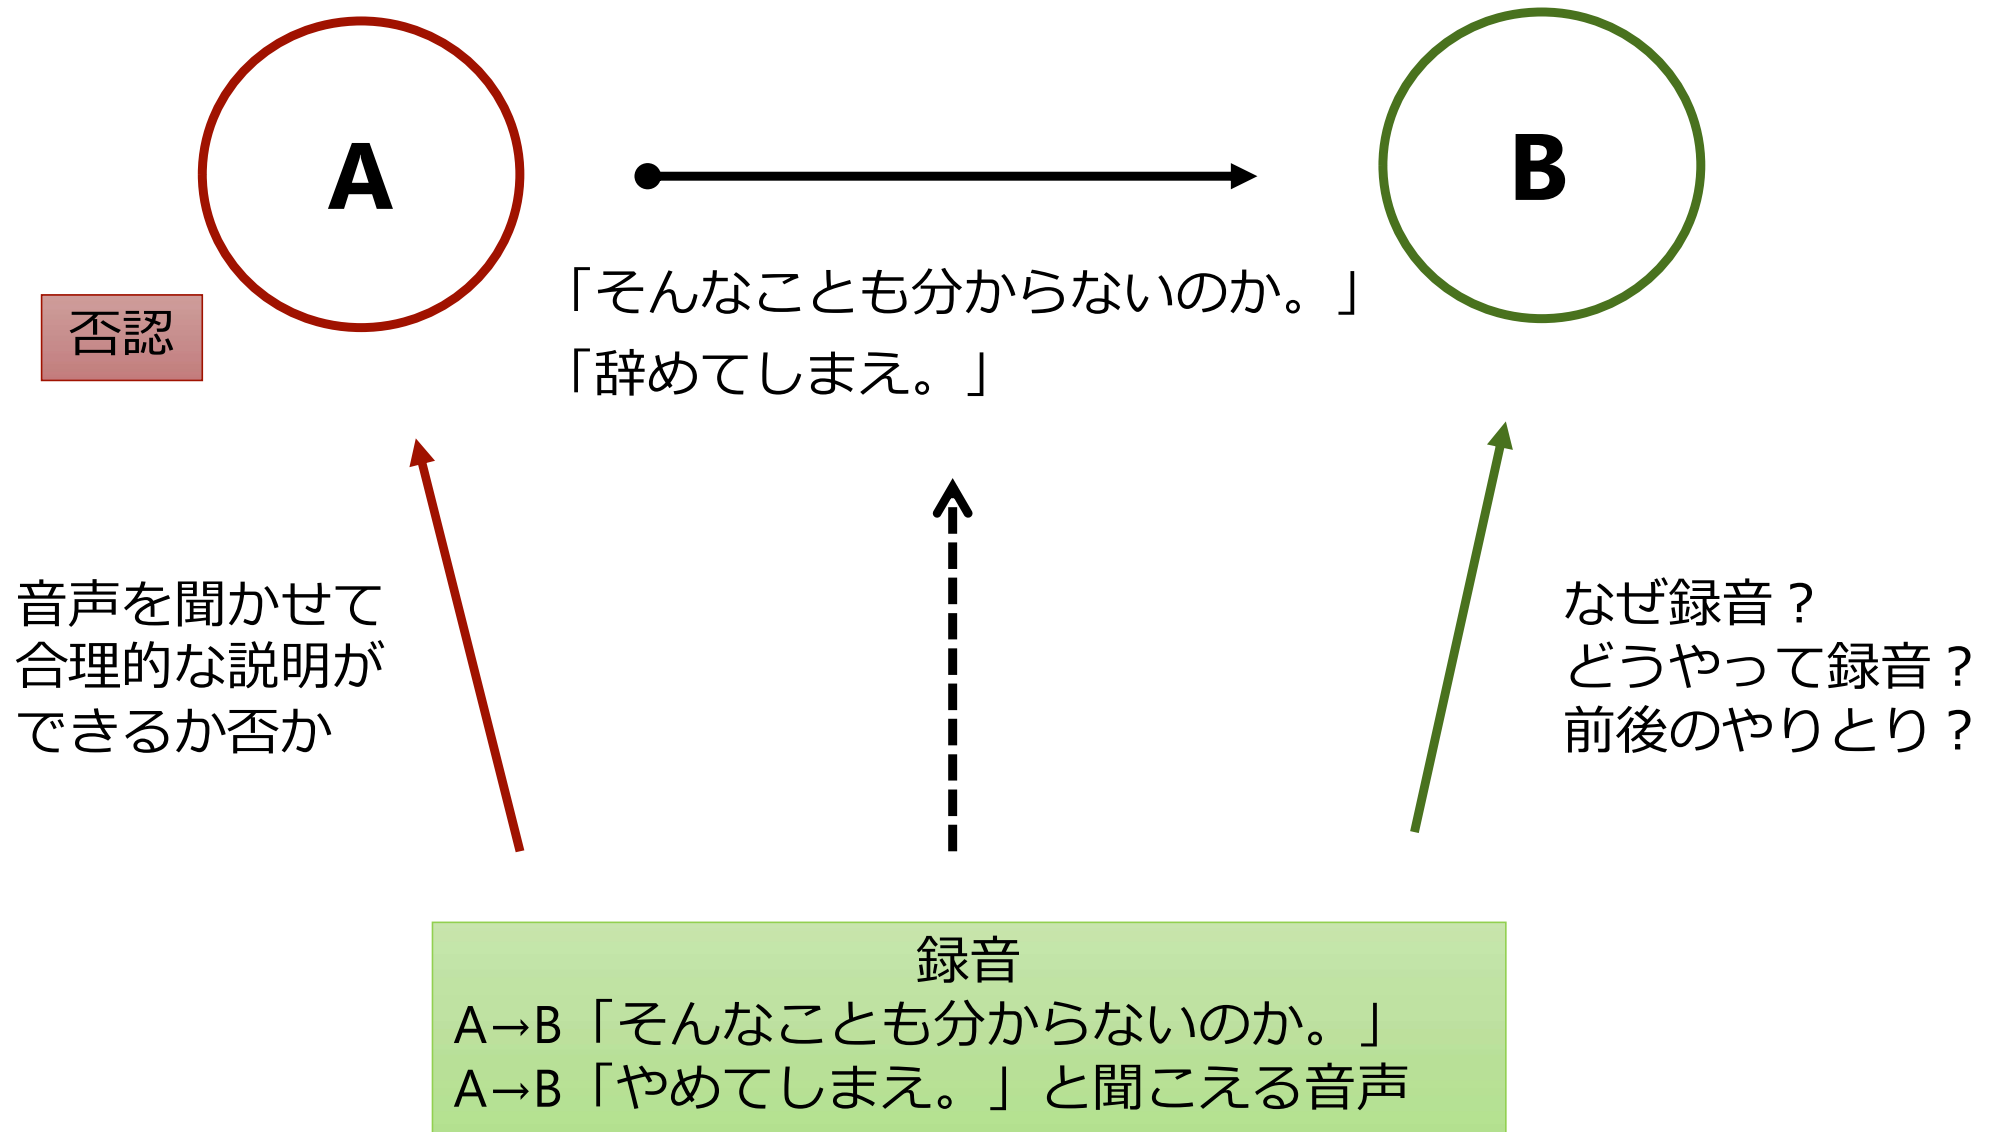 A
B
「そんなことも分からないのか。」
否認
「辞めてしまえ。」
音声を聞かせて
合理的な説明が
できるか否か
なぜ録音？
どうやって録音？
前後のやりとり？
録音
A→B「そんなことも分からないのか。」
A→B「やめてしまえ。」と聞こえる音声